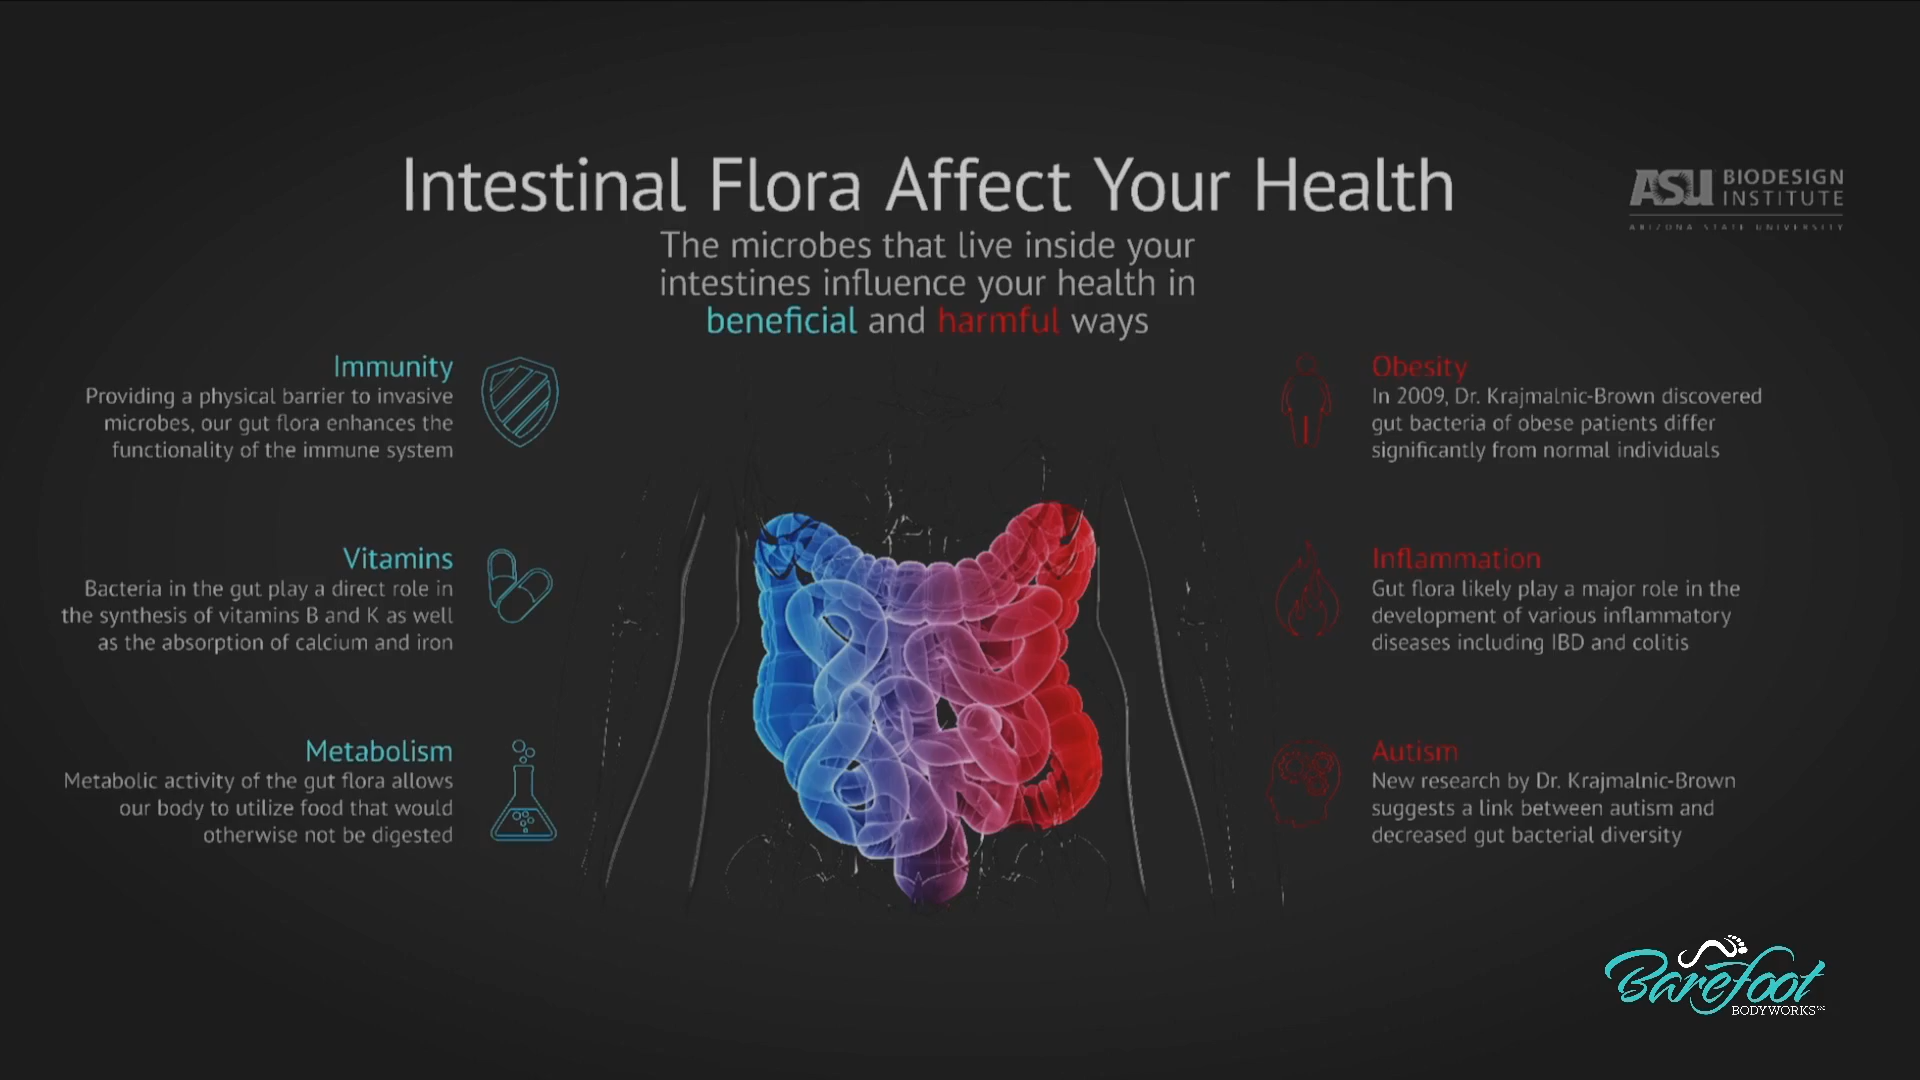 Intestinal Flora Affect Your Health
The microbes that live inside your
intestines influence your health in
beneficial and harmful ways
ASU BIODESIGN
INSTITUTE
ARIZONA STATE UNIVERSITY
Immunity
Providing a physical barrier to invasive
microbes, our gut flora enhances the
functionality of the immune system
Vitamins
Bacteria in the gut play a direct role in
the synthesis of vitamins B and K as well
as the absorption of calcium and iron
Metabolism
Metabolic activity of the gut flora allows
our body to utilize food that would
otherwise not be digested
Obesity
In 2009, Dr. Krajmalnic-Brown discovered
gut bacteria of obese patients differ
significantly from normal individuals
Inflammation
Gut flora likely play a major role in the
development of various inflammatory
diseases including IBD and colitis
Autism
New research by Dr. Krajmalnic-Brown
suggests a link between autism and
decreased gut bacterial diversity
Barefoot
BODYWORKS